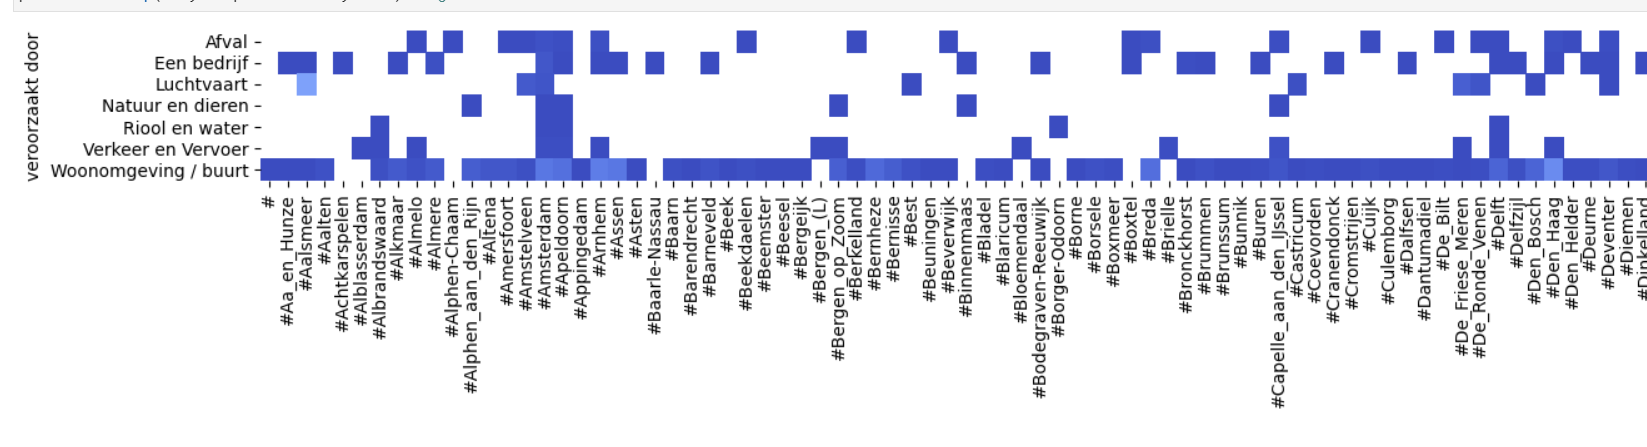 veroorzaakt door
Afval
Een bedrijf
Luchtvaart
Natuur en dieren
Riool en water
Verkeer en Vervoer
Woonomgeving / buurt
#
#Aa_en_Hunze
#Aalsmeer
#Aalten
#Achtkarspelen
#Alblasserdam
#Albrandswaard
#Alkmaar
#Almelo
#Almere
#Alphen-Chaam
#Alphen_aan_den_Rijn
#Altena
#Amersfoort
#Amstelveen
#Amsterdam
#Apeldoorn
#Appingedam
#Arnhem
#Assen
#Asten
#Baarle-Nassau
#Baarn
#Barendrecht
#Barneveld
#Beek
#Beekdaelen
#Beemster
#Beesel
#Bergeijk
#Bergen_(L)
#Bergen_op_Zoom
#Berkelland
#Bernheze
#Bernisse
#Best
#Beuningen
#Beverwijk
#Binnenmaas
#Bladel
#Blaricum
#Bloemendaal
#Bodegraven-Reeuwijk
#Borger-Odoorn
#Borne
#Borsele
#Boxmeer
#Boxtel
#Breda
#Brielle
#Bronckhorst
#Brummen
#Brunssum
#Bunnik
#Buren
#Capelle_aan_den_IJssel
#Castricum
#Coevorden
#Cranendonck
#Cromstrijen
#Cuijk
#Culemborg
#Dalfsen
#Dantumadiel
#De_Bilt
#De_Friese_Meren
#De_Ronde_Venen
#Delft
#Delfzijl
#Den_Bosch
#Den_Haag
#Den_Helder
#Deurne
#Deventer
#Diemen
#Dinkelland